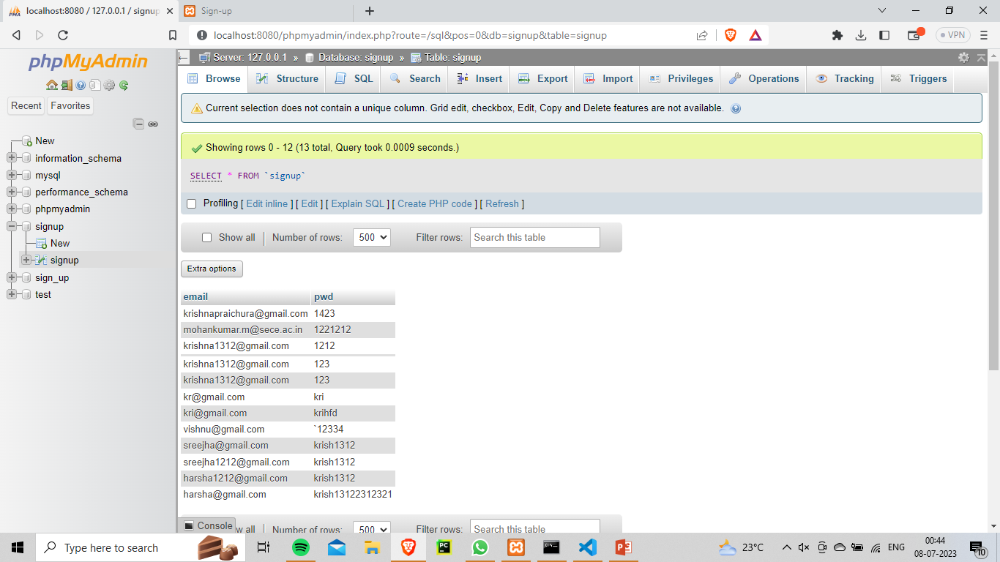 localhost:8080 / 127.0.0.1 / signup
Sign-up
localhost:8080/phpmyadmin/index.php?route=/sql&pos=0&db=signup&table=signup
VPN
phpMyAdmin
Recent
Favorites
New
information_schema
mysql
performance_schema
phpmyadmin
signup
New
signup
sign_up
test
Server: 127.0.0.1 » Database: signup » Table: signup
Browse
Structure
SQL
Search
Insert
Export
Import
Privileges
Operations
Tracking
Triggers
Current selection does not contain a unique column. Grid edit, checkbox, Edit, Copy and Delete features are not available.
Showing rows 0 - 12 (13 total, Query took 0.0009 seconds.)
SELECT * FROM `signup`
Profiling [ Edit inline ] [ Edit ] [ Explain SQL ] [ Create PHP code ] [ Refresh ]
Show all
Number of rows:
500
Filter rows:
Search this table
Extra options
email pwd
krishnapraichura@gmail.com 1423
mohankumar.m@sece.ac.in 1221212
krishna1312@gmail.com 1212
krishna1312@gmail.com 123
krishna1312@gmail.com 123
kr@gmail.com kri
kri@gmail.com krihfd
vishnu@gmail.com `12334
sreejha@gmail.com krish1312
sreejha1212@gmail.com krish1312
harsha1212@gmail.com krish1312
harsha@gmail.com krish13122312321
Console
w all
Number of rows:
500
Filter rows:
Search this table
Type here to search
PC
23°C
ENG
00:44
08-07-2023
10